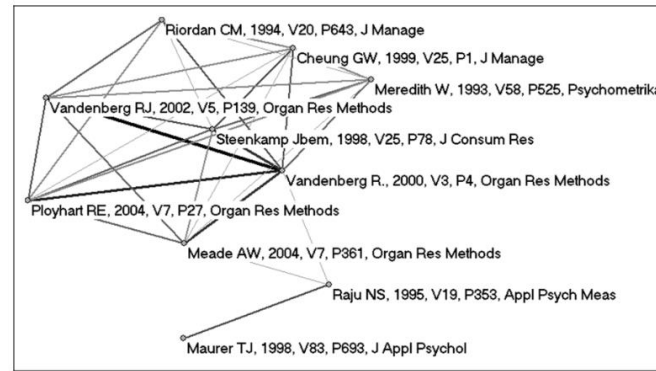 Riordan CM, 1994, V20, P643, J Manage
Cheung GW, 1999, V25, P1, J Manage
Meredith W, 1993, V58, P525, Psychometrika
Vandenberg RJ, 2002, V5, P139, Organ Res Methods
Steenkamp Jbem, 1998, V25, P78, J Consum Res
Vandenberg R., 2000, V3, P4, Organ Res Methods
Ployhart RE, 2004, V7, P27, Organ Res Methods
Meade AW, 2004, V7, P361, Organ Res Methods
Raju NS, 1995, V19, P353, Appl Psych Meas
Maurer TJ, 1998, V83, P693, J Appl Psychol